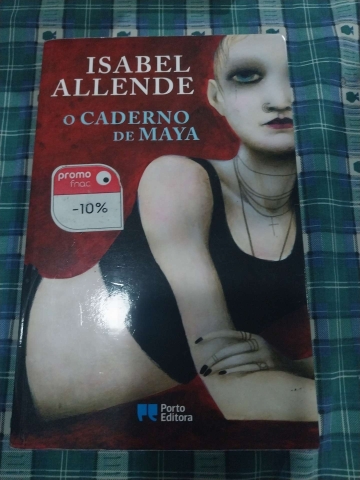 ISABEL
ALLENDE
O CADERNO
DE MAYA
promo
fnac
-10%
Porto
Editora